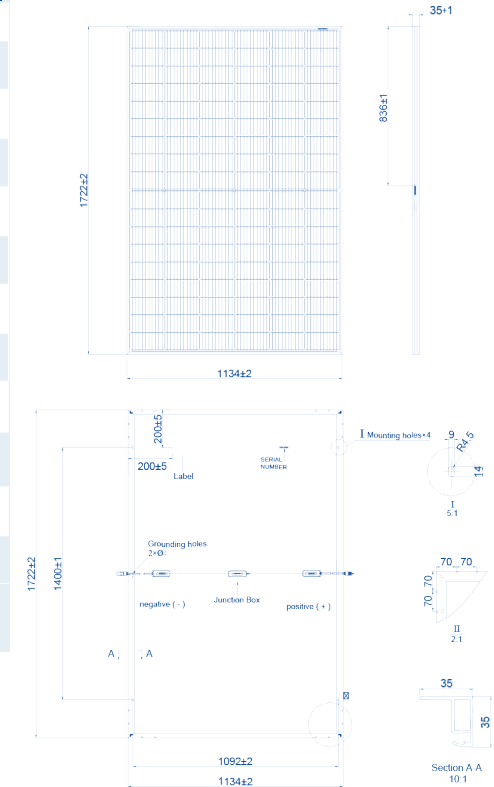 35+1
836±1
1722±2
1134±2
200±5
200±5
Label
SERIAL
NUMBER
I Mounting holes×4
9
R4.5
14
I
5:1
1722±2
1400±1
Grounding holes
2×Ø
negative ( - )
Junction Box
positive ( + )
70 70
70 70
II
2:1
A A
35
35
1092±2
1134±2
Section A-A
10:1